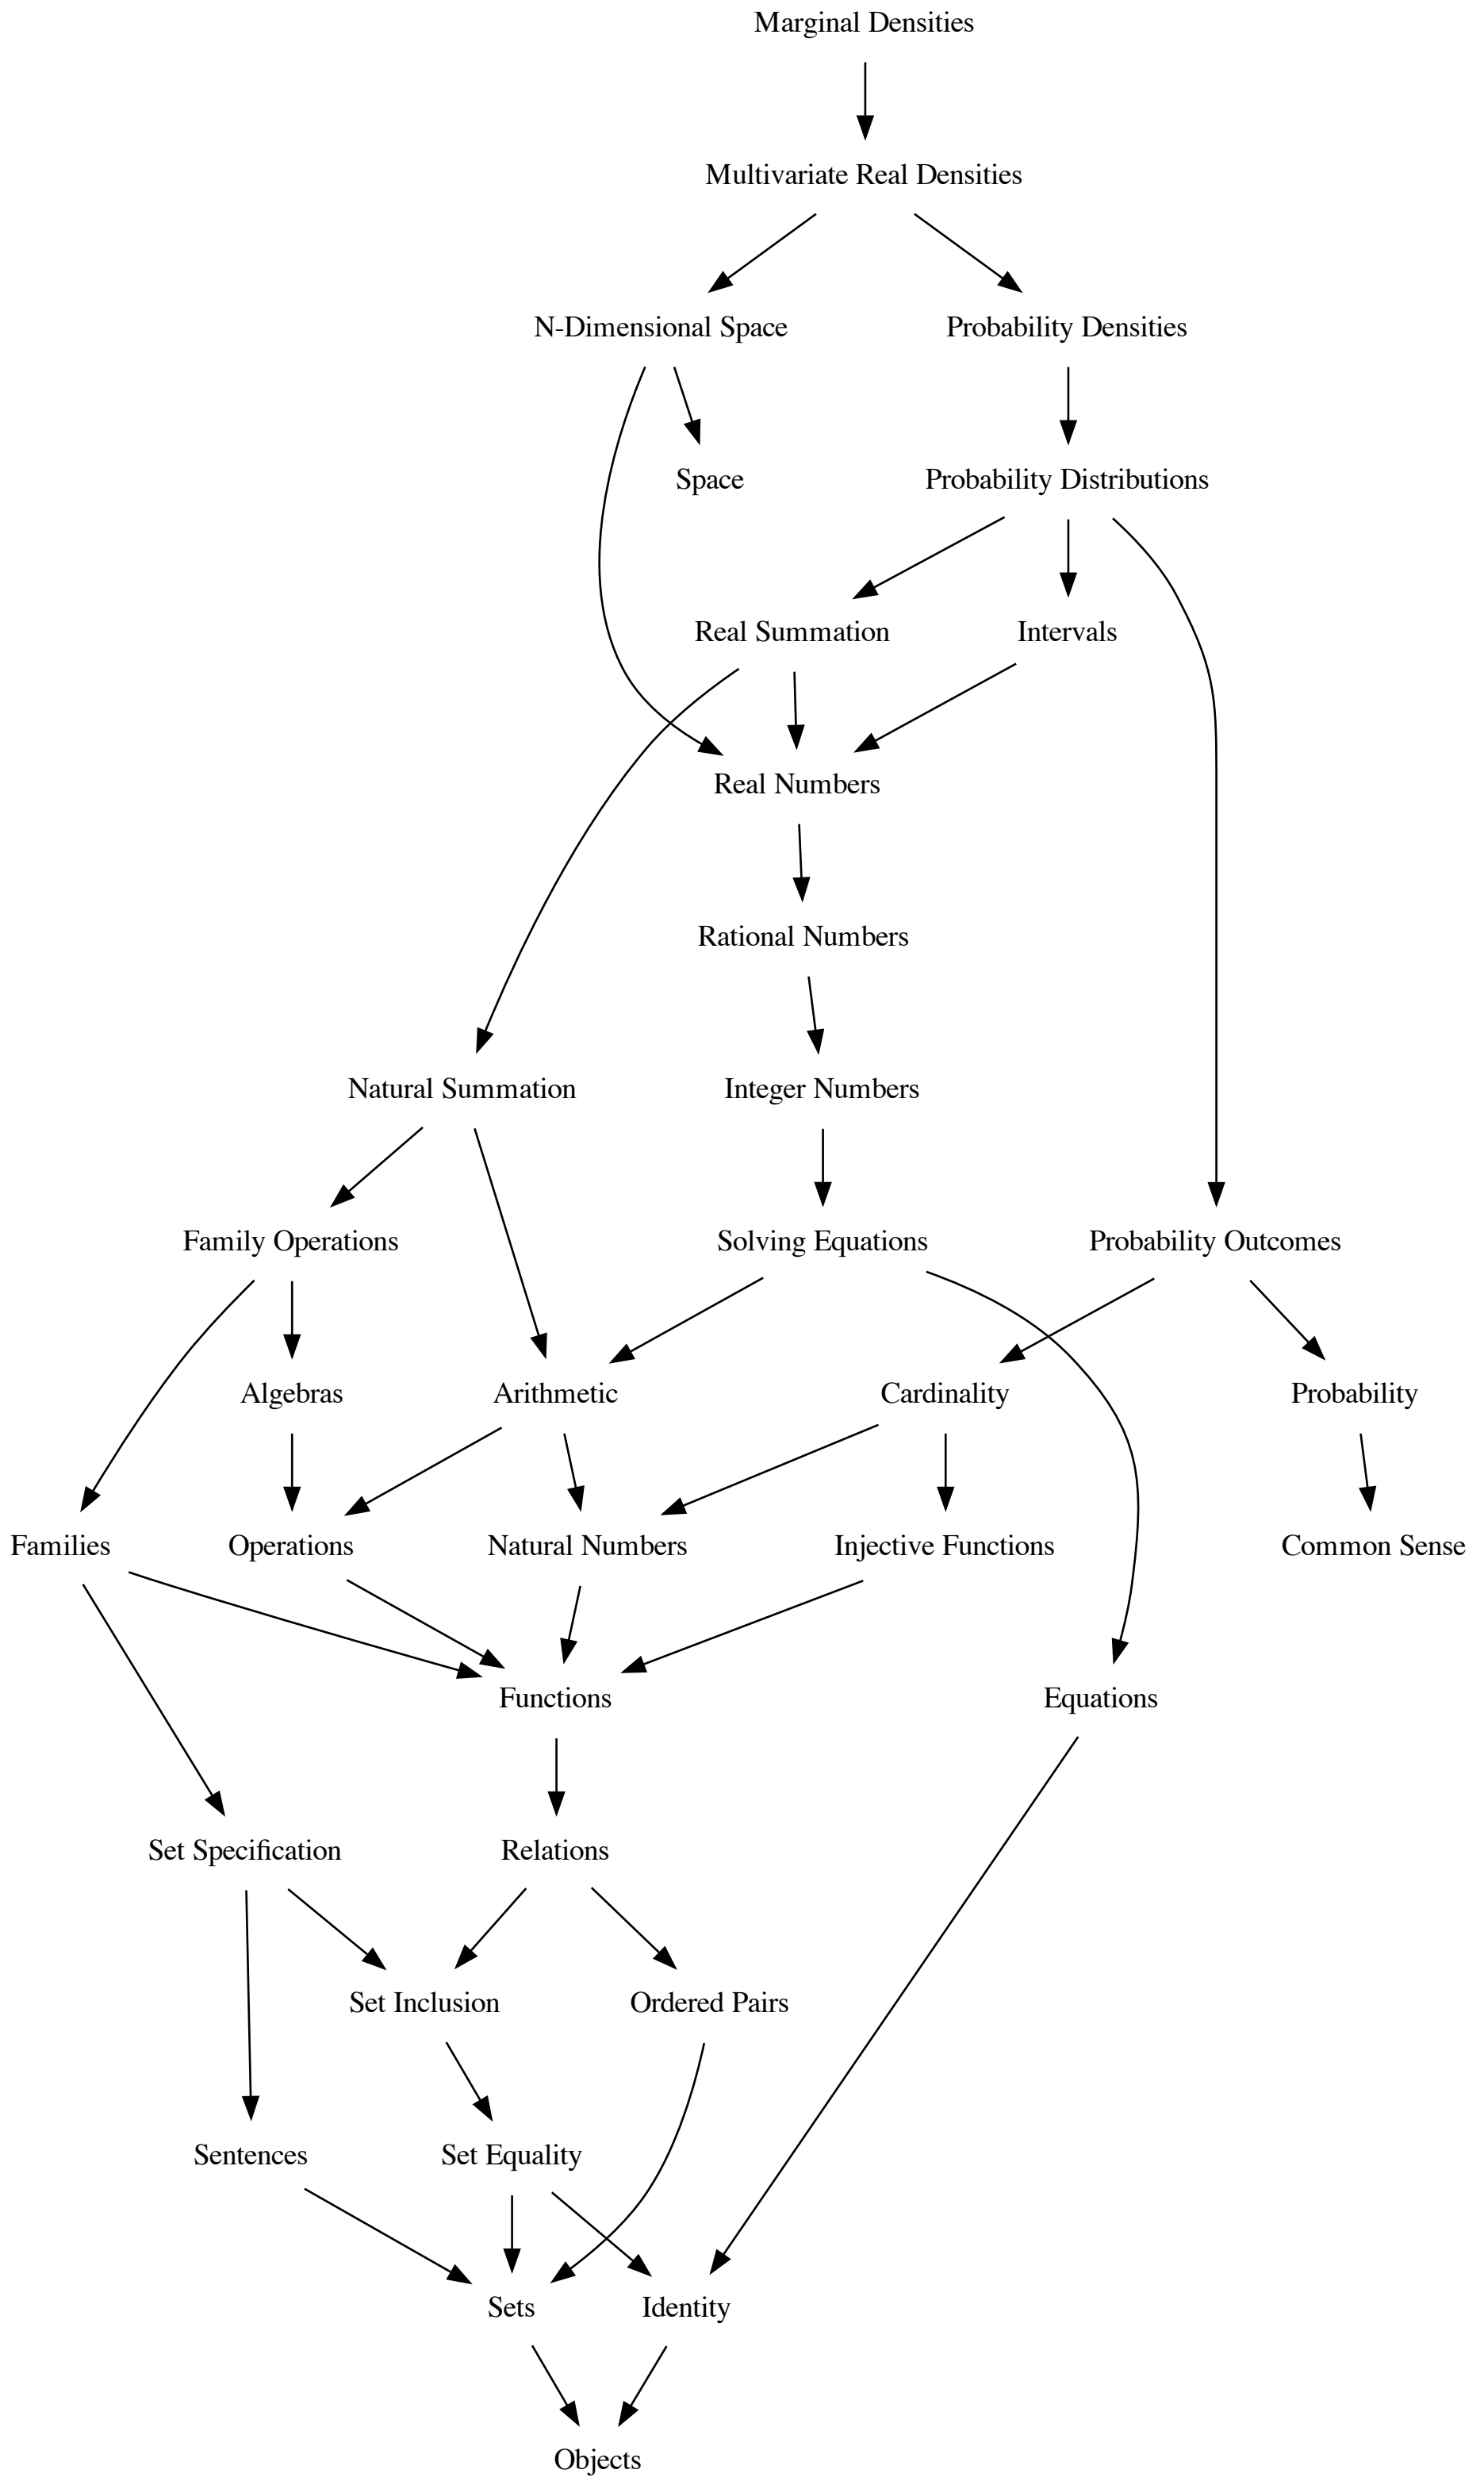 Marginal Densities
Multivariate Real Densities
N-Dimensional Space
Probability Densities
Space
Probability Distributions
Real Summation
Intervals
Real Numbers
Rational Numbers
Natural Summation
Integer Numbers
Family Operations
Solving Equations
Probability Outcomes
Algebras
Arithmetic
Cardinality
Probability
Families
Operations
Natural Numbers
Injective Functions
Common Sense
Functions
Equations
Set Specification
Relations
Set Inclusion
Ordered Pairs
Sentences
Set Equality
Sets
Identity
Objects